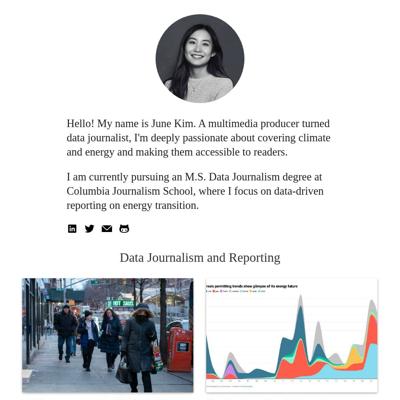 Hello! My name is June Kim. A multimedia producer turned
data journalist, I'm deeply passionate about covering climate
and energy and making them accessible to readers.
I am currently pursuing an M.S. Data Journalism degree at
Columbia Journalism School, where I focus on data-driven
reporting on energy transition.
Data Journalism and Reporting
permitting trends show glimpse of its energy future